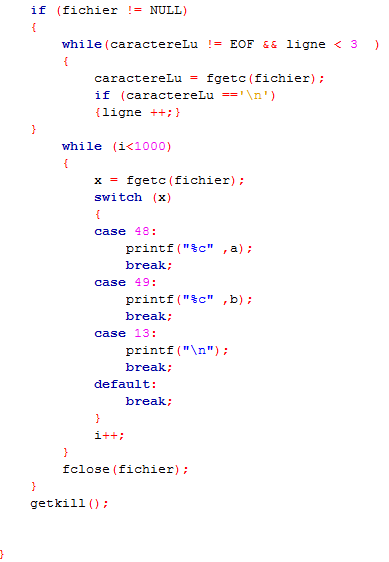 if (fichier != NULL)
{
while(caractereLu != EOF && ligne < 3  )
{
caractereLu = fgetc(fichier);
if (caractereLu =='\n')
{ligne ++;}
}
while (i<1000)
{
x = fgetc(fichier);
switch (x)
{
case 48:
printf("%c" ,a);
break;
case 49:
printf("%c" ,b);
break;
case 13:
printf("\n");
break;
default:
break;
}
i++;
}
fclose(fichier);
}
getkill();
}